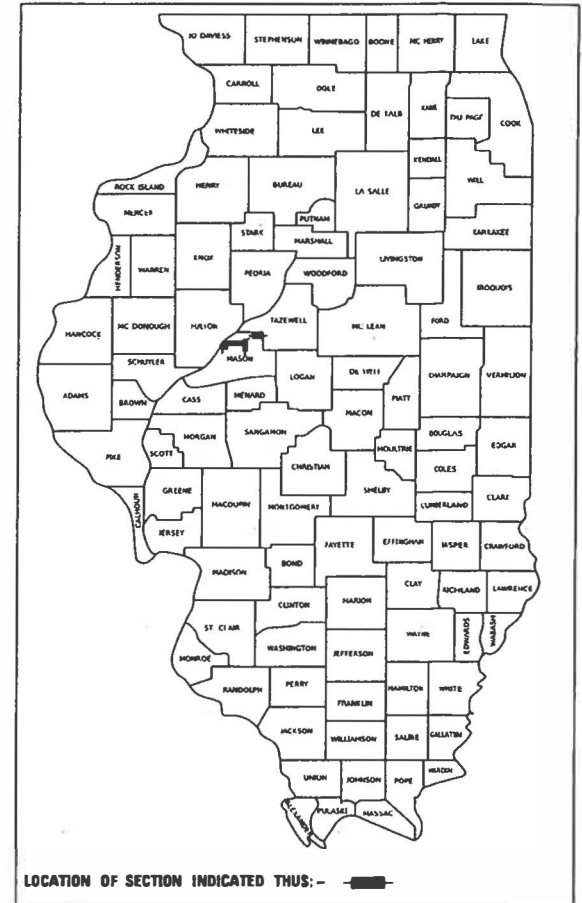 JO DAVIESS STEPHENSON WINNEBAGO BOONE MC HENRY LAKE
CARROLL OGLE
DE KALB KANE DU PAGE COOK
WHITESIDE LEE
KENDALL
ROCK ISLAND HENRY BUREAU LA SALLE WILL
MERCER PUTNAM GRUNDY
STARK MARSHALL KANKAKEE
HENDERSON WARREN KNOX PEORIA WOODFORD LIVINGSTON
IROQUOIS
HANCOCK MC DONOUGH FULTON TAZEWELL MC LEAN FORD
MASON
SCHUYLER LOGAN DE WITT CHAMPAIGN VERMILION
ADAMS BROWN CASS MENARD PIATT
MACON
MORGAN SANGAMON DOUGLAS
PIKE SCOTT CHRISTIAN MOULTRIE EDGAR
COLES
GREENE SHELBY
CALHOUN MACOUPIN MONTGOMERY CUMBERLAND CLARK
JERSEY FAYETTE EFFINGHAM JASPER CRAWFORD
MADISON BOND
CLAY RICHLAND LAWRENCE
CLINTON MARION
ST. CLAIR WAYNE EDWARDS WABASH
WASHINGTON JEFFERSON
MONROE
RANDOLPH PERRY HAMILTON WHITE
FRANKLIN
JACKSON WILLIAMSON SALINE GALLATIN
UNION JOHNSON POPE HARDIN
ALEXANDER PULASKI MASSAC
LOCATION OF SECTION INDICATED THUS:-